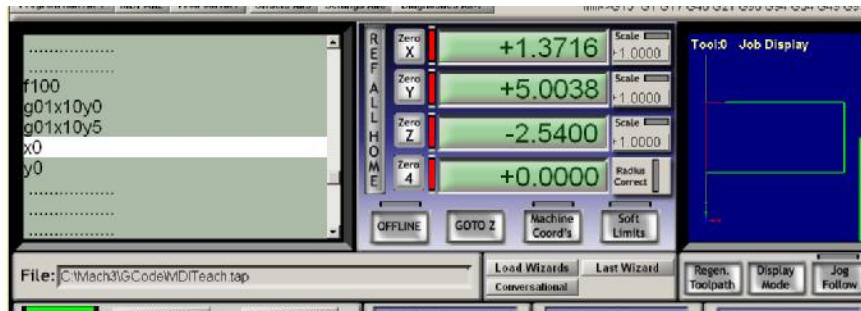 ...............
...............
f100
g01x10y0
g01x10y5
x0
y0
...............
...............
...............
File: C:\Mach3\GCode\MDITeach.tap
REF ALL HOME
Zero X
+1.3716
Scale
+1.0000
Zero Y
+5.0038
Scale
+1.0000
Zero Z
-2.5400
Scale
+1.0000
Zero 4
+0.0000
Radius
Correct
OFFLINE
GOTO Z
Machine
Coord's
Soft
Limits
Load Wizards
Last Wizard
Conversational
Tool:0 Job Display
Regen.
Toolpath
Display
Mode
Jog
Follow